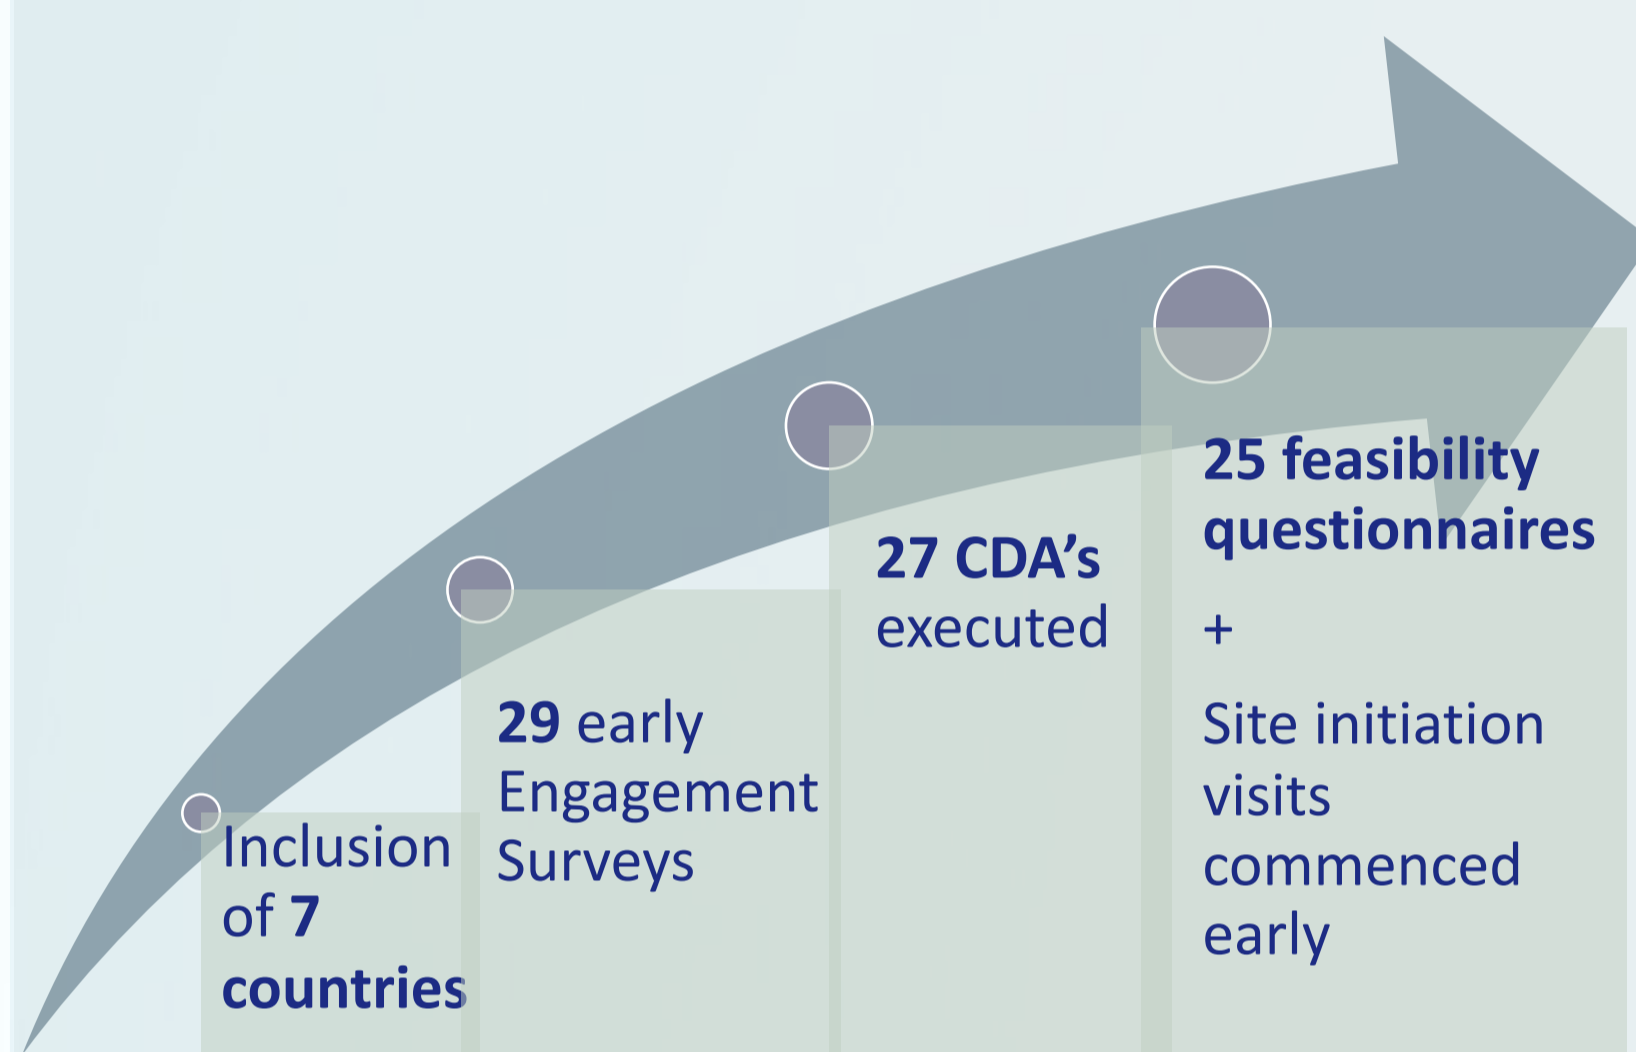 Inclusion
of 7
countries
29 early
Engagement
Surveys
27 CDA’s
executed
25 feasibility
questionnaires
+
Site initiation
visits
commenced
early